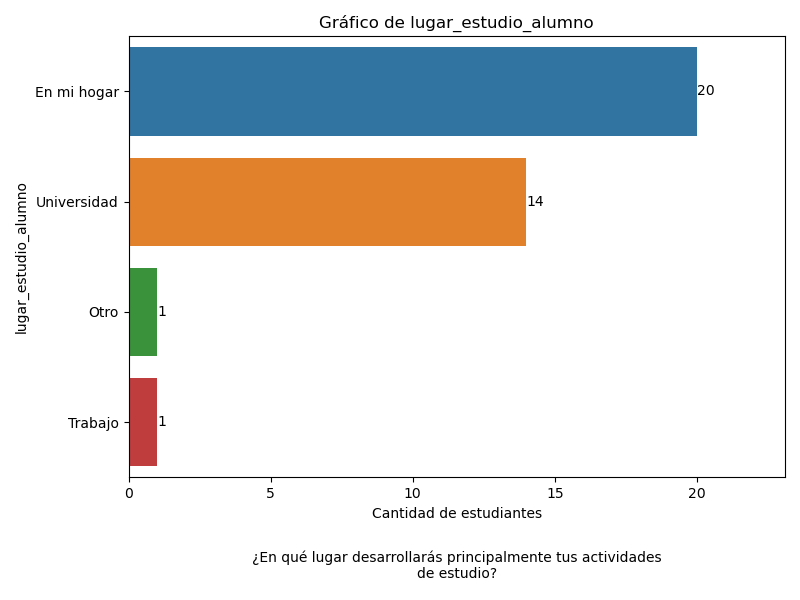 Gráfico de lugar_estudio_alumno
En mi hogar
20
Universidad
14
Otro
1
Trabajo
1
lugar_estudio_alumno
0 5 10 15 20
Cantidad de estudiantes
¿En qué lugar desarrollarás principalmente tus actividades
de estudio?